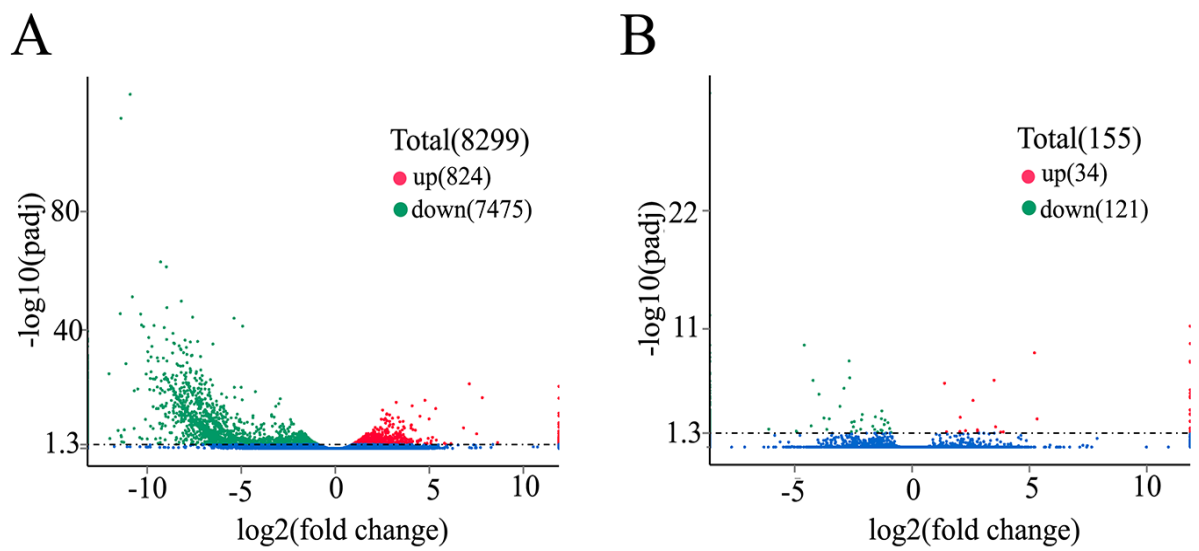 A
Total(8299)
up(824)
down(7475)
-log10(padj)
80
40
1.3
-10 -5 0 5 10
log2(fold change)
B
Total(155)
up(34)
down(121)
-log10(padj)
22
11
1.3
-5 0 5 10
log2(fold change)